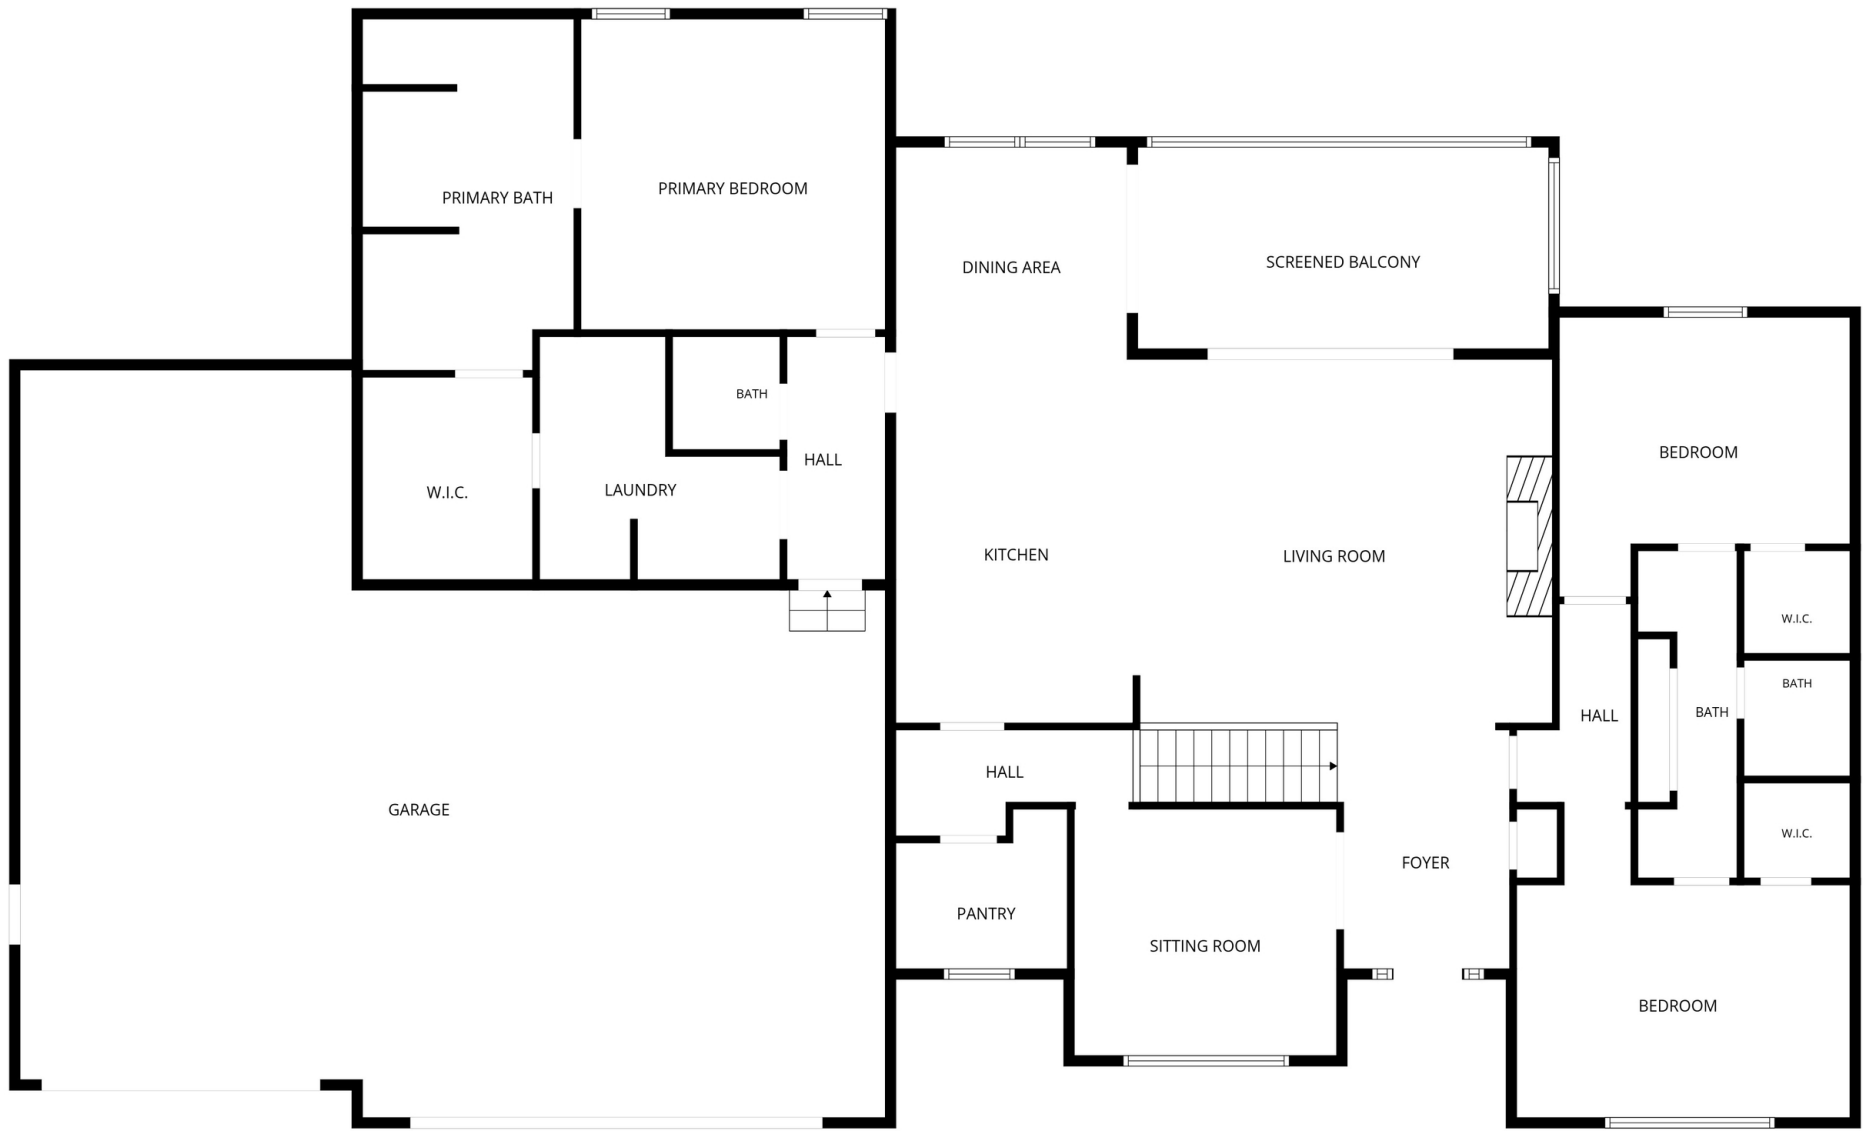 PRIMARY BATH
PRIMARY BEDROOM
DINING AREA
SCREENED BALCONY
BATH
HALL
W.I.C.
LAUNDRY
KITCHEN
LIVING ROOM
BEDROOM
W.I.C.
BATH
BATH
HALL
HALL
GARAGE
W.I.C.
FOYER
PANTRY
SITTING ROOM
BEDROOM